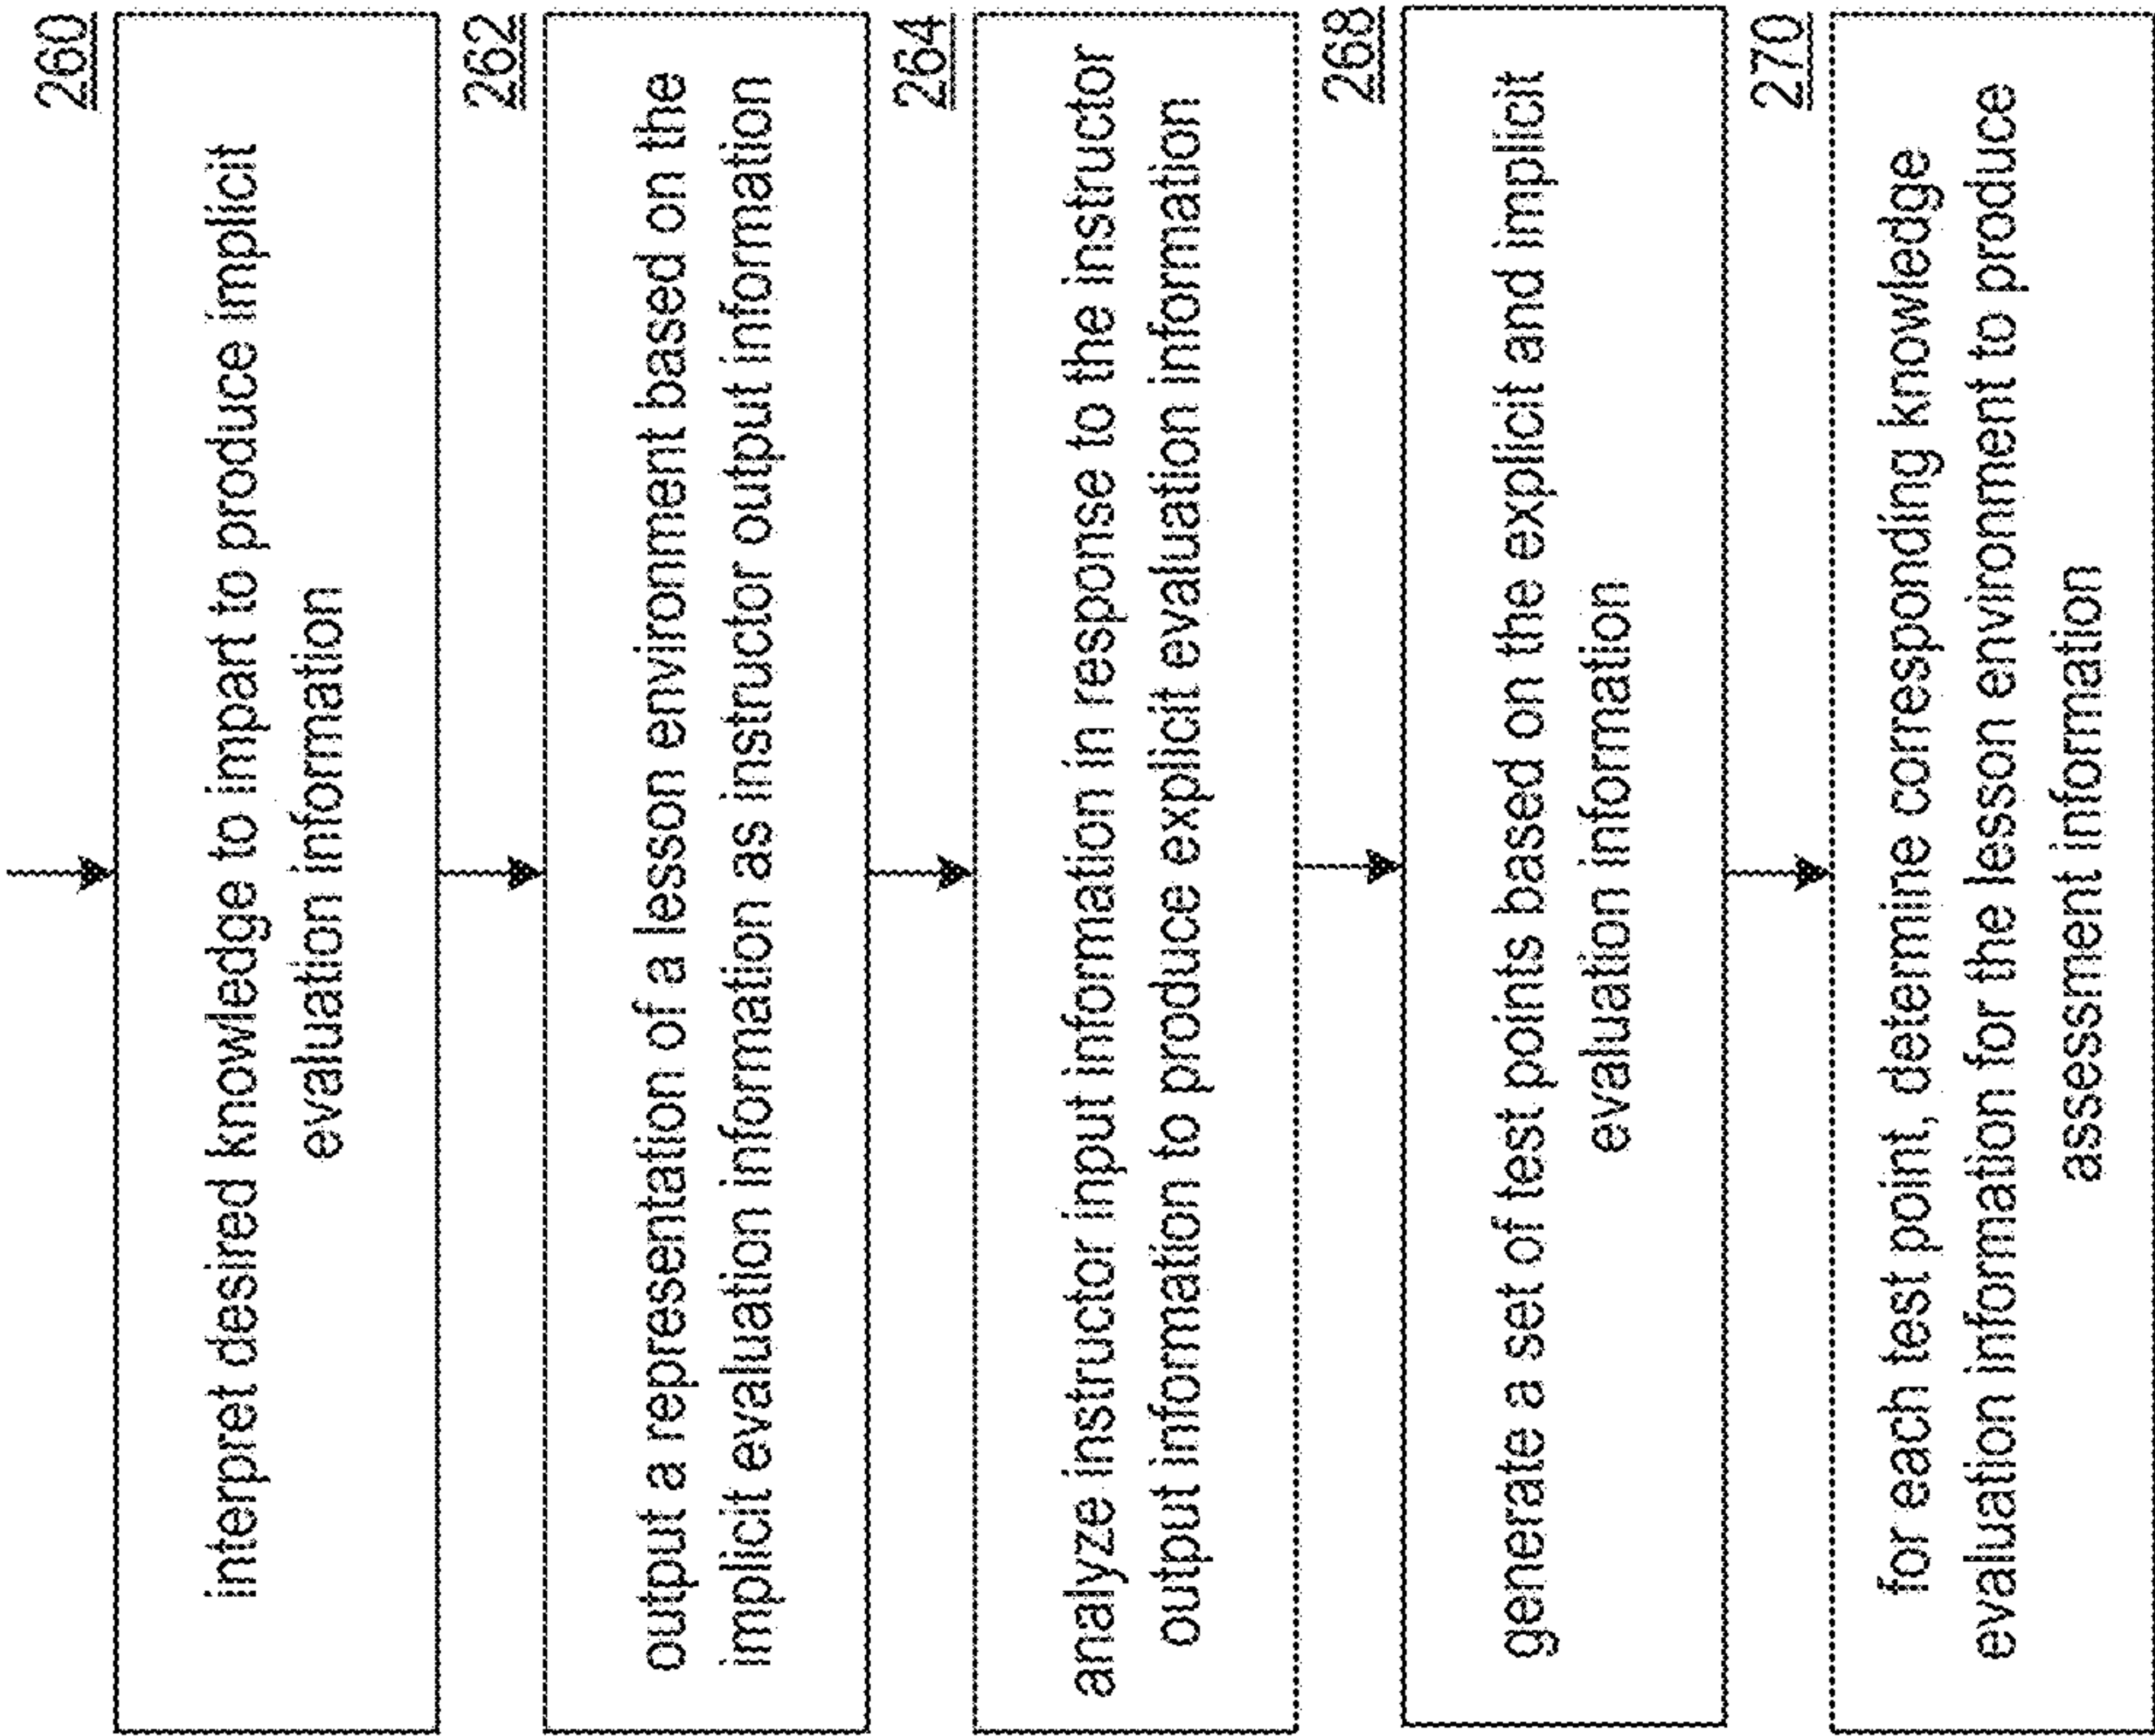 260
interpret desired knowledge to impart to produce implicit
evaluation information
262
output a representation of a lesson environment based on the
implicit evaluation information as instructor output information
264
analyze instructor input information in response to the instructor
output information to produce explicit evaluation information
268
generate a set of test points based on the explicit and implicit
evaluation information
270
for each test point, determine corresponding knowledge
evaluation information for the lesson environment to produce
assessment information